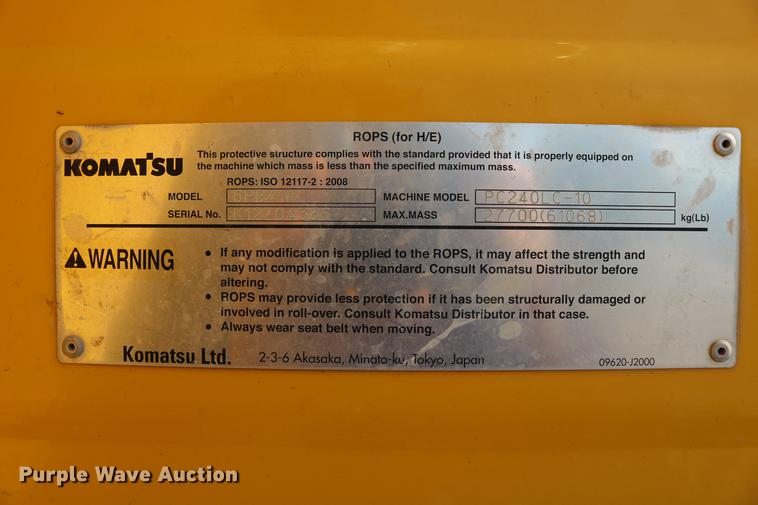 ROPS (for H/E)
KOMATSU
This protective structure complies with the standard provided that it is properly equipped on
the machine which mass is less than the specified maximum mass.
ROPS: ISO 12117-2 : 2008
MODEL MACHINE MODEL PC240LC-10
SERIAL No. MAX.MASS 27700(61068) kg(Lb)
WARNING
• If any modification is applied to the ROPS, it may affect the strength and
may not comply with the standard. Consult Komatsu Distributor before
altering.
• ROPS may provide less protection if it has been structurally damaged or
involved in roll-over. Consult Komatsu Distributor in that case.
• Always wear seat belt when moving.
Komatsu Ltd. 2-3-6 Akasaka, Minato-ku, Tokyo, Japan 09620-J2000
Purple Wave Auction